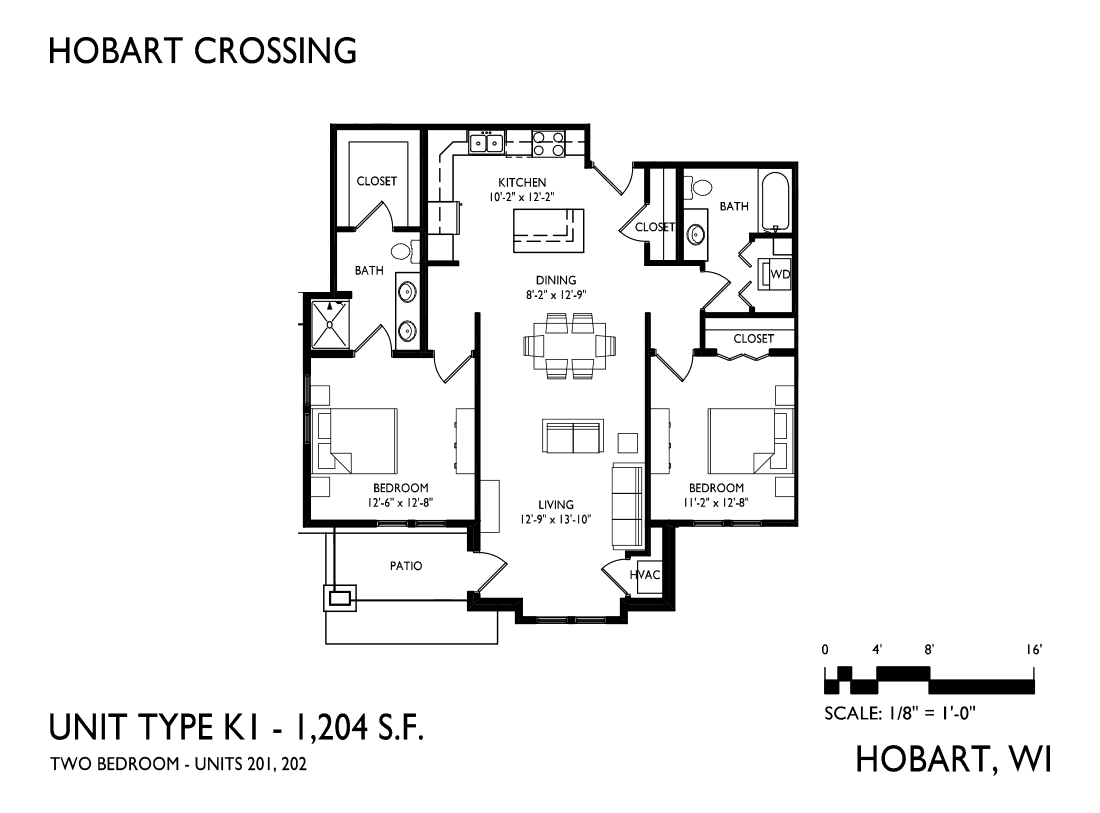 HOBART CROSSING
CLOSET
KITCHEN
10'-2" x 12'-2"
BATH
CLOSET
BATH
WD
DINING
8'-2" x 12'-9"
CLOSET
BEDROOM
12'-6" x 12'-8"
BEDROOM
11'-2" x 12'-8"
LIVING
12'-9" x 13'-10"
PATIO
HVAC
0 4' 8' 16'
SCALE: 1/8" = 1'-0"
UNIT TYPE K1 - 1,204 S.F.
TWO BEDROOM - UNITS 201, 202
HOBART, WI